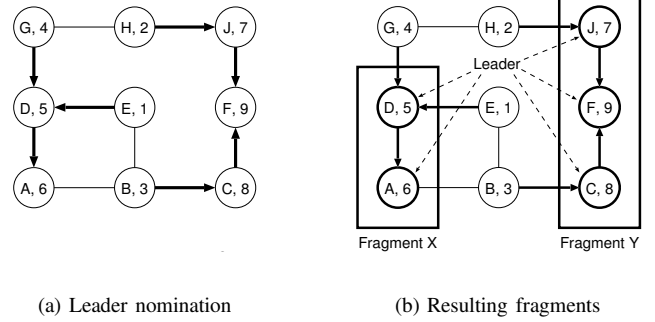 G, 4 H, 2 J, 7
D, 5 E, 1 F, 9
A, 6 B, 3 C, 8
(a) Leader nomination
G, 4 H, 2 J, 7
Leader
D, 5 E, 1 F, 9
A, 6 B, 3 C, 8
Fragment X Fragment Y
(b) Resulting fragments